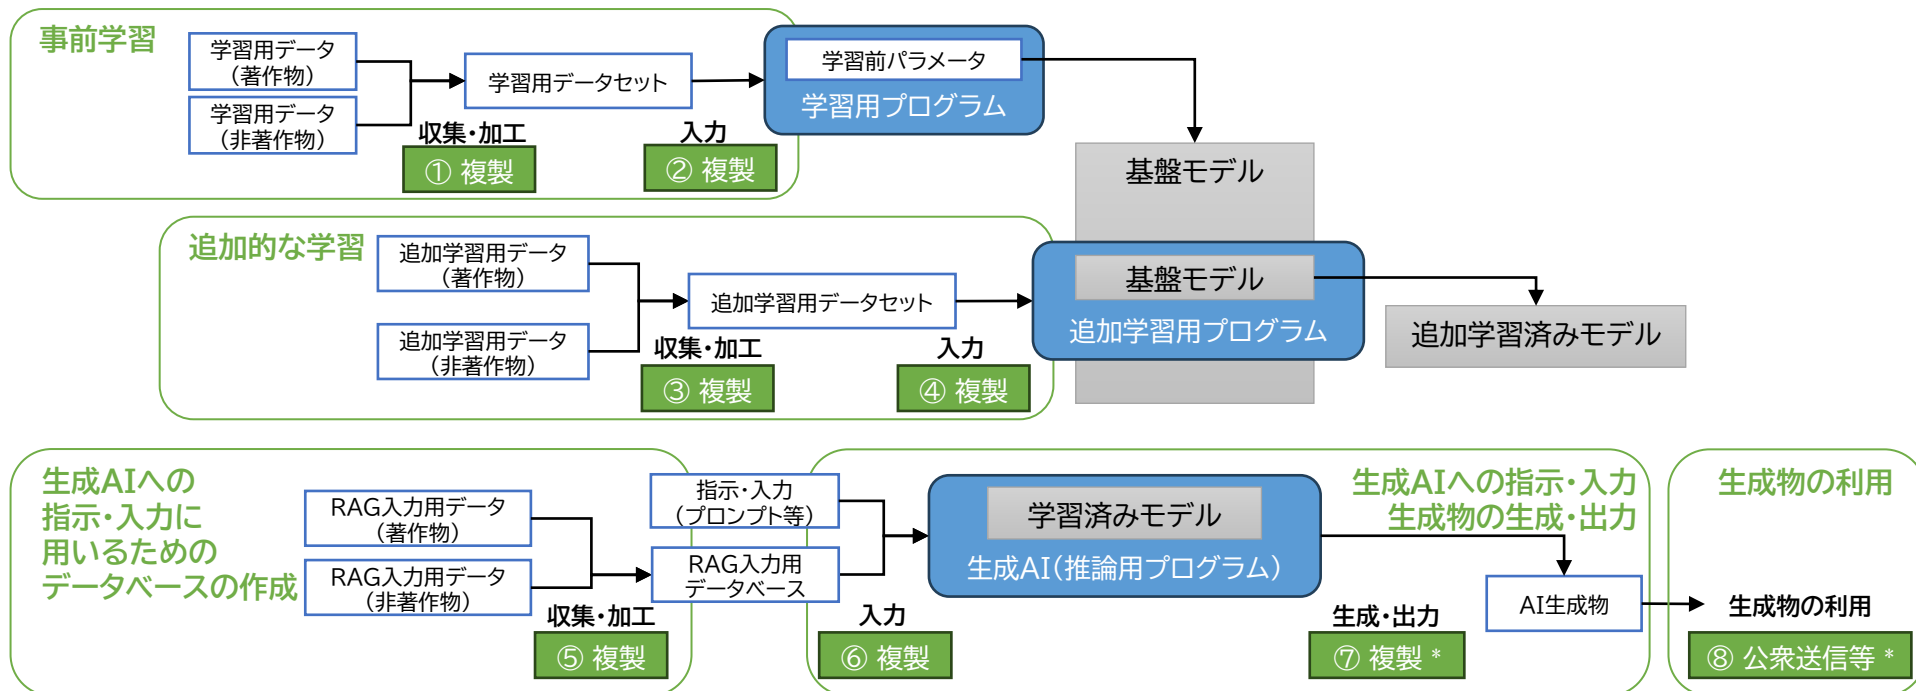 事前学習
学習用データ
(著作物)
学習用データ
(非著作物)
学習用データセット
収集・加工
① 複製
入力
② 複製
学習前パラメータ
学習用プログラム
基盤モデル
追加的な学習
追加学習用データ
(著作物)
追加学習用データ
(非著作物)
追加学習用データセット
収集・加工
③ 複製
入力
④ 複製
基盤モデル
追加学習用プログラム
追加学習済みモデル
生成AIへの
指示・入力に
用いるための
データベースの作成
RAG入力用データ
(著作物)
RAG入力用データ
(非著作物)
収集・加工
⑤ 複製
指示・入力
(プロンプト等)
RAG入力用
データベース
入力
⑥ 複製
学習済みモデル
生成AI(推論用プログラム)
生成AIへの指示・入力
生成物の生成・出力
生成・出力
⑦ 複製 *
AI生成物
生成物の利用
生成物の利用
⑧ 公衆送信等 *